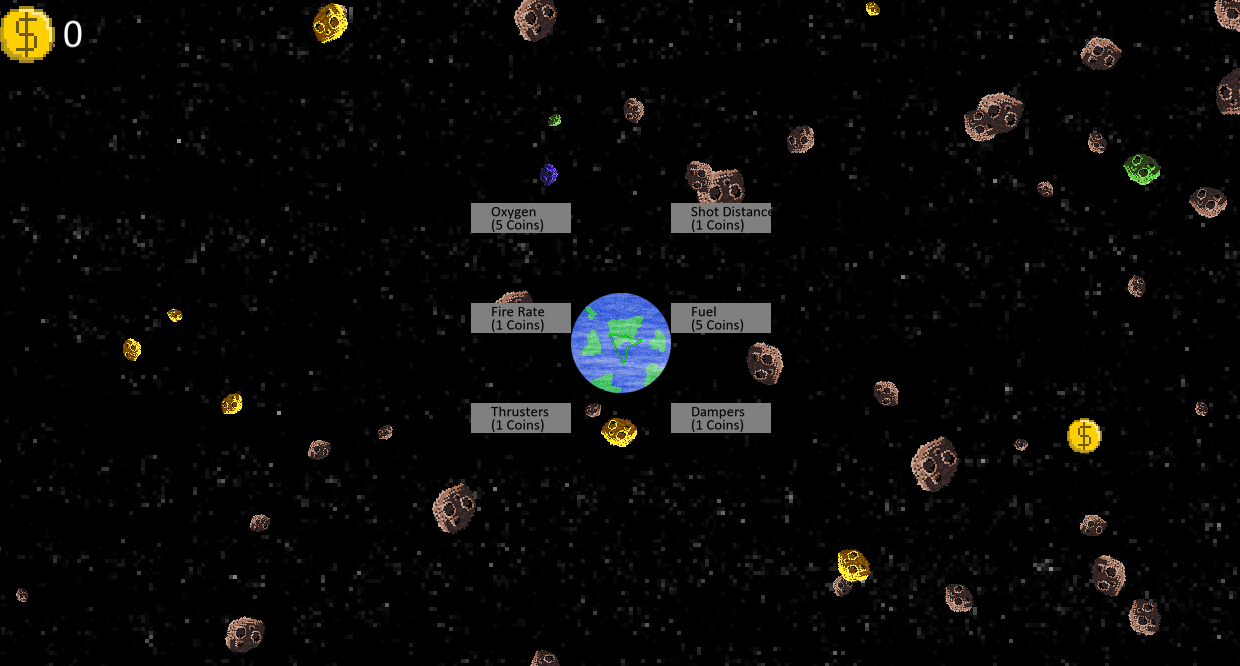 $ 0
Oxygen
(5 Coins)
Shot Distance
(1 Coins)
Fire Rate
(1 Coins)
Fuel
(5 Coins)
Thrusters
(1 Coins)
Dampers
(1 Coins)
$